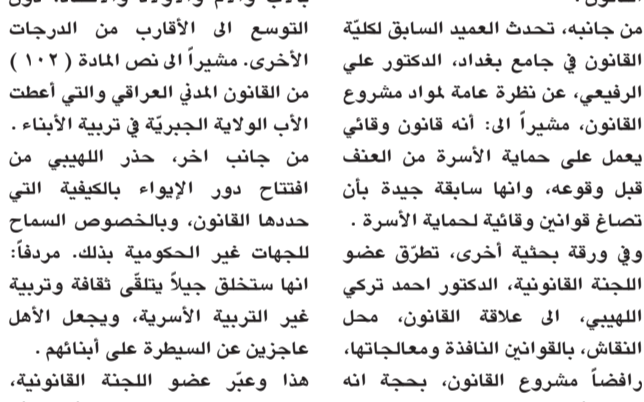 من جانبه، تحدث العميد السابق لكليّة
القانون في جامع بغداد، الدكتور علي
الرفيعي، عن نظرة عامة لمواد مشروع
القانون، مشيراً الى: أنه قانون وقائي
يعمل على حماية الأسرة من العنف
قبل وقوعه، وانها سابقة جيدة بأن
تصاغ قوانين وقائية لحماية الأسرة .
وفي ورقة بحثية أخرى، تطرّق عضو
اللجنة القانونية، الدكتور احمد تركي
اللهيبي، الى علاقة القانون، محل
النقاش، بالقوانين النافذة ومعالجاتها،
رافضاً مشروع القانون، بحجة انه
التوسع الى الأقارب من الدرجات
الأخرى. مشيراً الى نص المادة ( ١٠٢ )
من القانون المدني العراقي والتي أعطت
الأب الولاية الجبريّة في تربية الأبناء .
من جانب اخر، حذر اللهيبي من
افتتاح دور الإيواء بالكيفية التي
حددها القانون، وبالخصوص السماح
للجهات غير الحكومية بذلك. مردفاً:
انها ستخلق جيلاً يتلقّى ثقافة وتربية
غير التربية الأسرية، ويجعل الأهل
عاجزين عن السيطرة على أبنائهم .
هذا وعبّر عضو اللجنة القانونية،